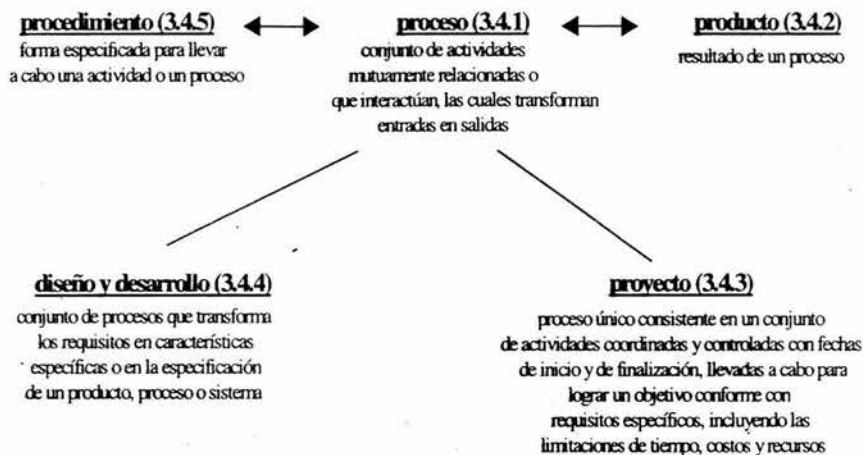 procedimiento (3.4.5)
forma especificada para llevar
a cabo una actividad o un proceso
proceso (3.4.1)
conjunto de actividades
mutuamente relacionadas o
que interactúan, las cuales transforman
entradas en salidas
producto (3.4.2)
resultado de un proceso
diseño y desarrollo (3.4.4)
conjunto de procesos que transforma
los requisitos en características
específicas o en la especificación
de un producto, proceso o sistema
proyecto (3.4.3)
proceso único consistente en un conjunto
de actividades coordinadas y controladas con fechas
de inicio y de finalización, llevadas a cabo para
lograr un objetivo conforme con
requisitos específicos, incluyendo las
limitaciones de tiempo, costos y recursos